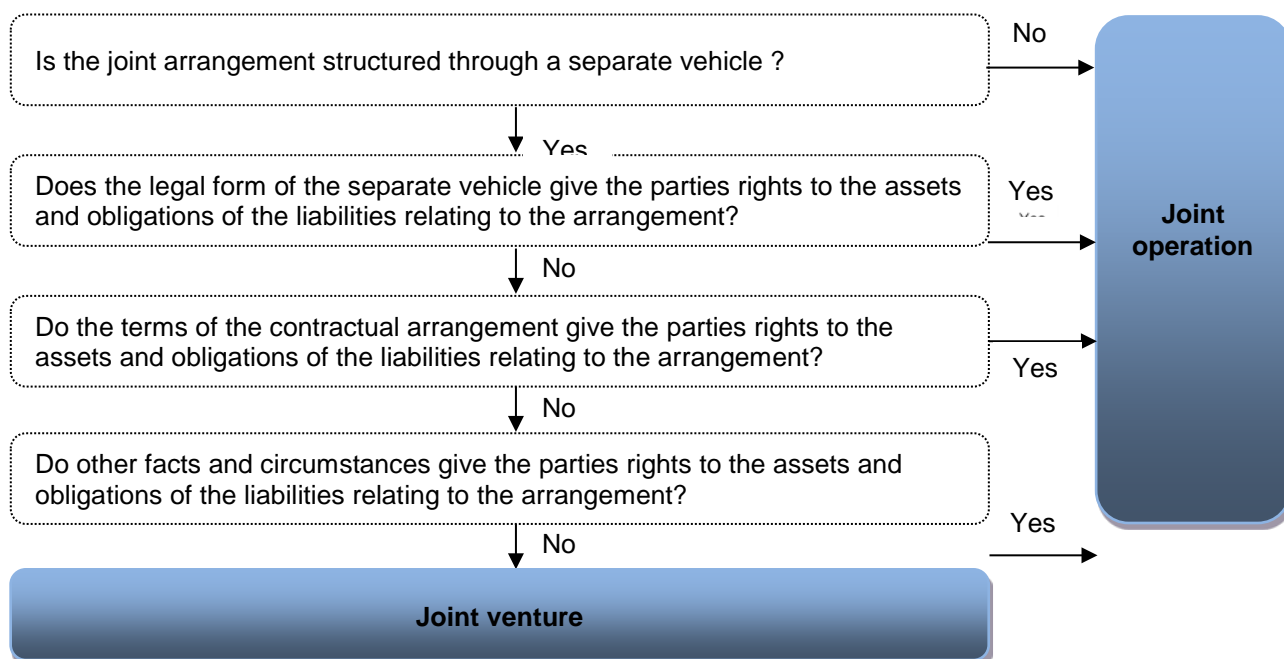 Is the joint arrangement structured through a separate vehicle ?
No
Yes
Does the legal form of the separate vehicle give the parties rights to the assets
and obligations of the liabilities relating to the arrangement?
Yes
Yes
Joint
operation
No
Do the terms of the contractual arrangement give the parties rights to the
assets and obligations of the liabilities relating to the arrangement?
Yes
No
Do other facts and circumstances give the parties rights to the assets and
obligations of the liabilities relating to the arrangement?
Yes
No
Joint venture